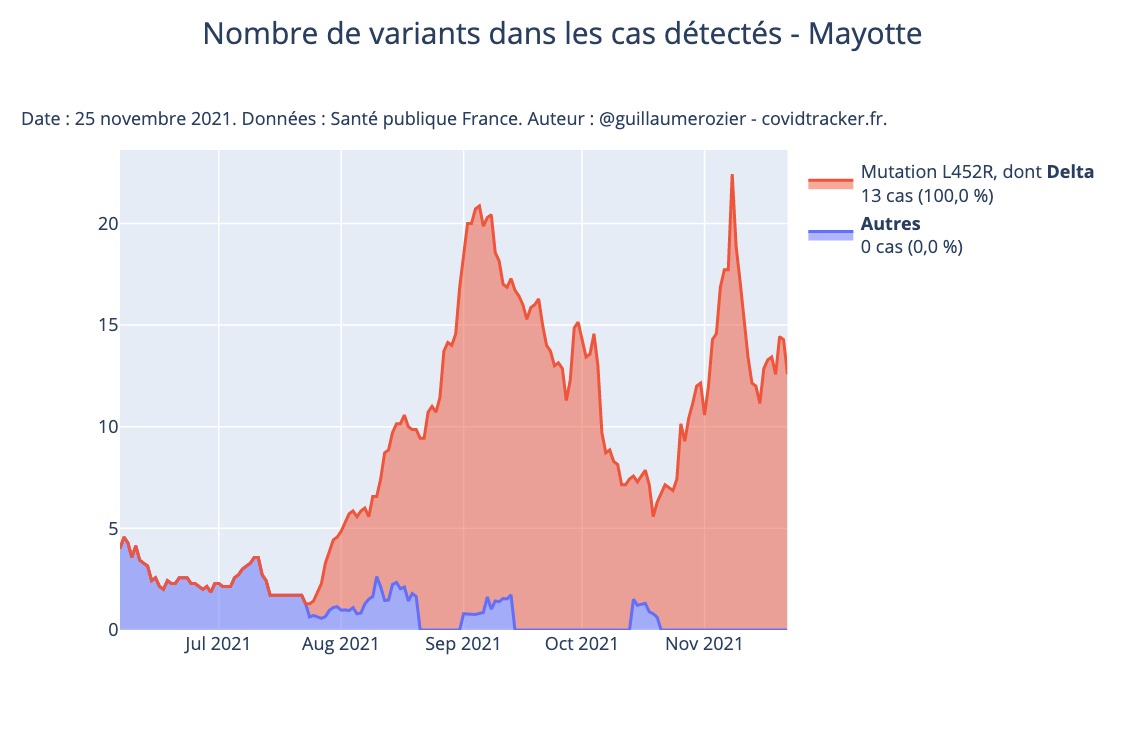 Nombre de variants dans les cas détectés - Mayotte
Date : 25 novembre 2021. Données : Santé publique France. Auteur : @guillaumerozier - covidtracker.fr.
Mutation L452R, dont Delta
13 cas (100,0 %)
Autres
0 cas (0,0 %)
20
15
10
5
0
Jul 2021
Aug 2021
Sep 2021
Oct 2021
Nov 2021